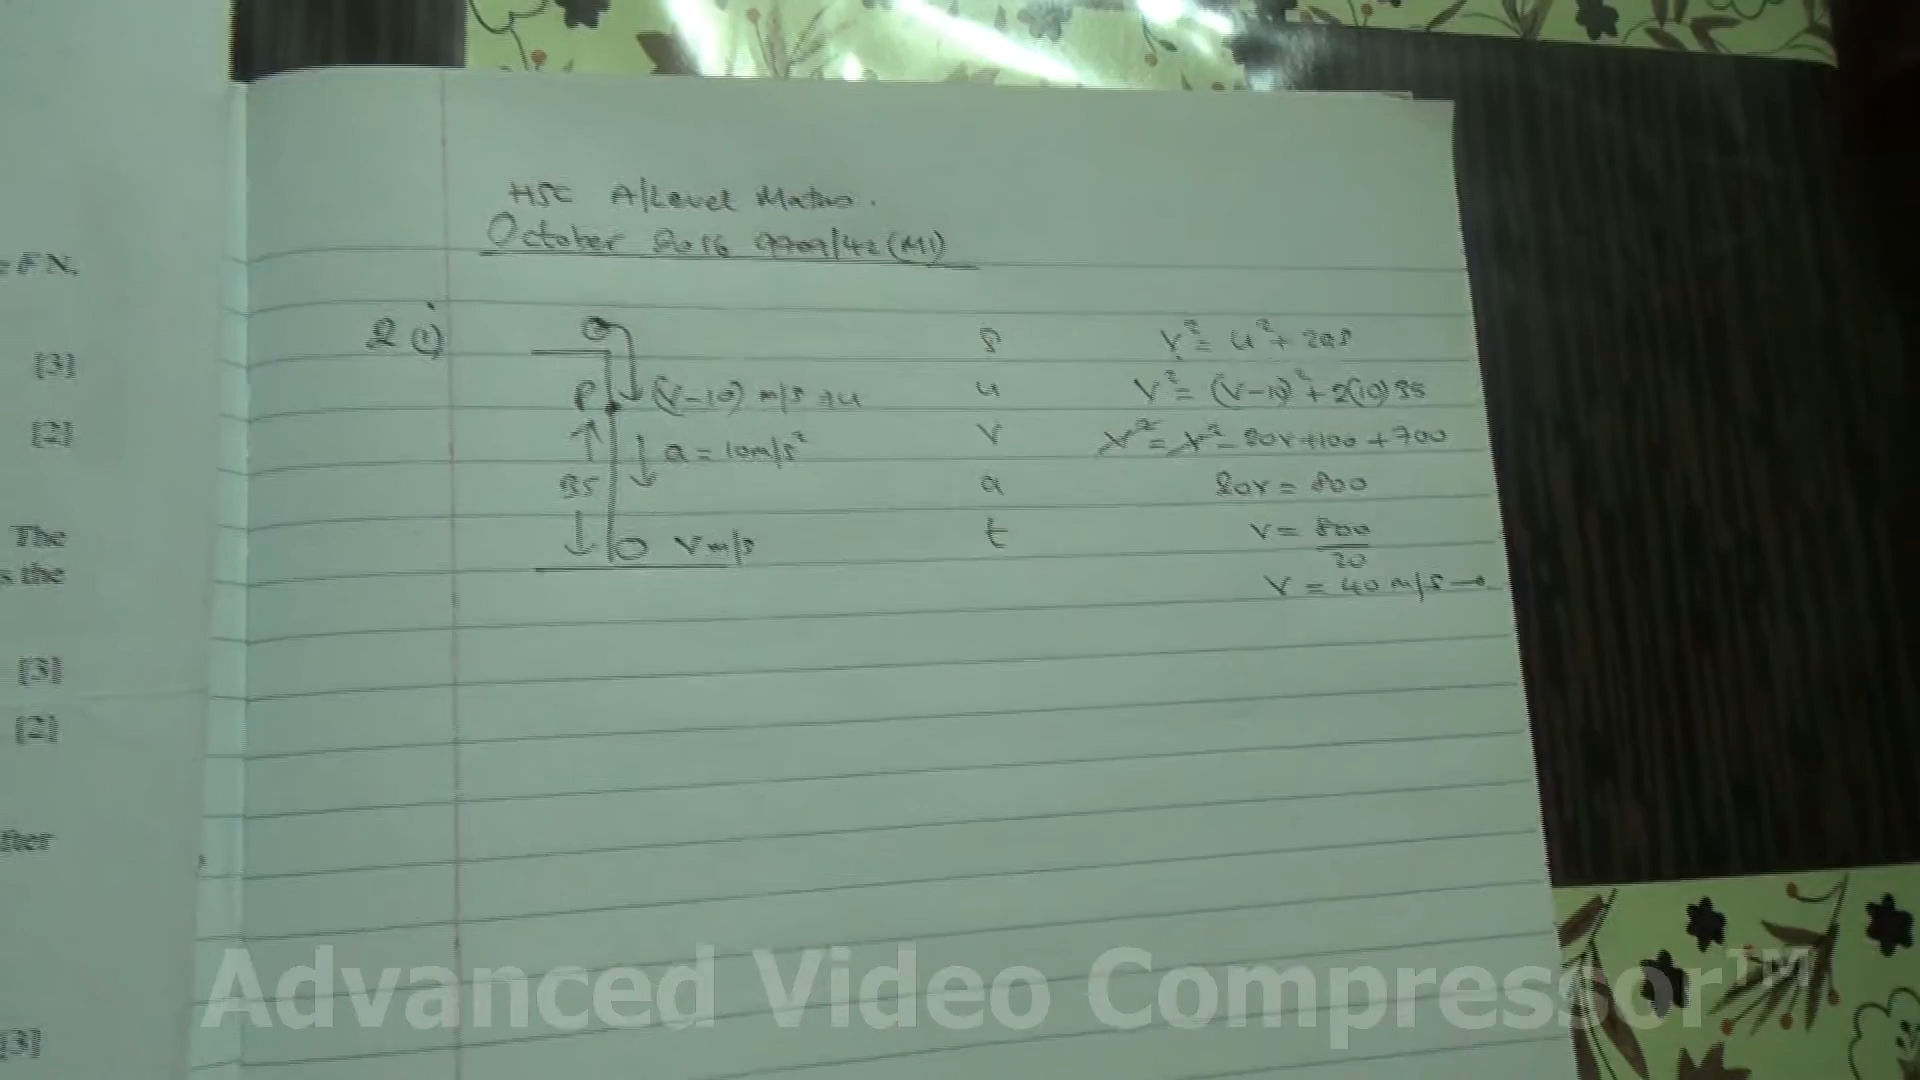 HSC A/Level Maths.
October 2016 9709/42 (M1)
2 (i)
P
(V-10) m/s → u
a = 10m/s²
35
V m/s
s
u
v
a
t
V² = u² + 2as
V² = (V-10)² + 2(10)35
V² = V² - 20V + 100 + 700
20V = 800
V = 800
20
V = 40 m/s →
e FN.
[3]
[2]
The
s the
[3]
[2]
[3]
Advanced Video Compressor™